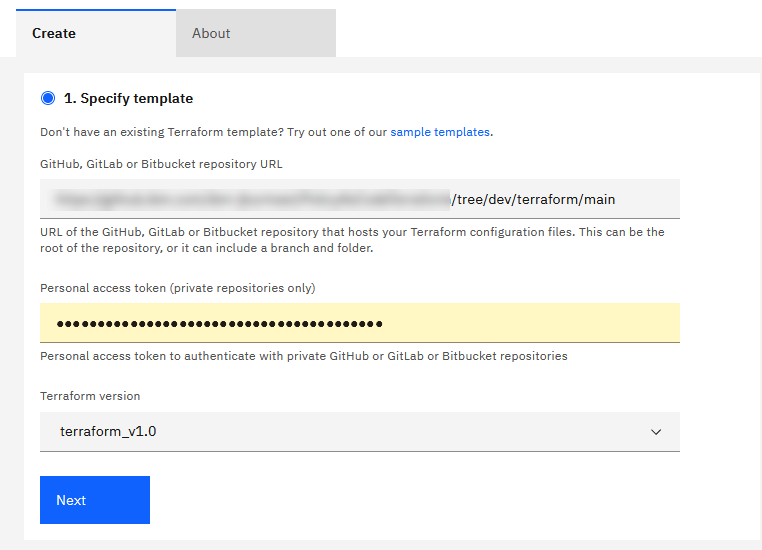 Create
About
1. Specify template
Don't have an existing Terraform template? Try out one of our sample templates.
GitHub, GitLab or Bitbucket repository URL
/tree/dev/terraform/main
URL of the GitHub, GitLab or Bitbucket repository that hosts your Terraform configuration files. This can be the
root of the repository, or it can include a branch and folder.
Personal access token (private repositories only)
••••••••••••••••••••••••••••••••••••••••
Personal access token to authenticate with private GitHub or GitLab or Bitbucket repositories
Terraform version
terraform_v1.0
Next